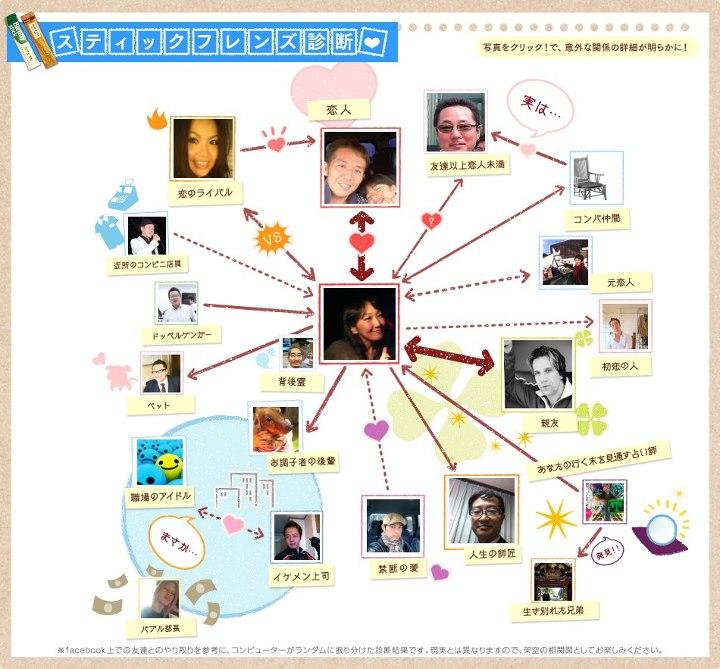 スティックフレンズ診断
写真をクリック!で、意外な関係の詳細が明らかに!
恋人
実は…
恋のライバル
友達以上恋人未満
コンパ仲間
VS
?
近所のコンビニ店員
元恋人
ドッペルゲンガー
初恋の人
背後霊
ペット
親友
お調子者の後輩
あなたの行く末を見通す占い師
職場のアイドル
まさか…
イケメン上司
禁断の愛
人生の師匠
発見!!
バブル部長
生き別れた兄弟
※facebook上での友達とのやり取りを参考に、コンピューターがランダムに振り分けた診断結果です。現実とは異なりますので、架空の相関図としてお楽しみください。